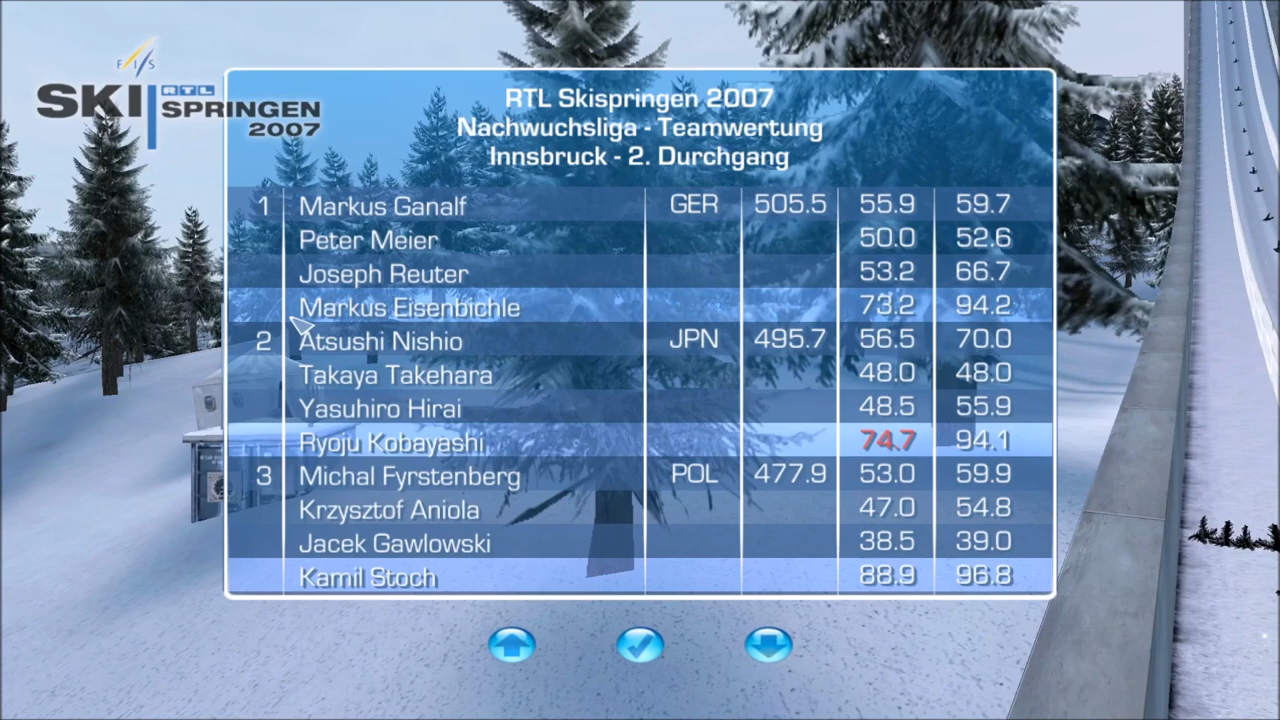 FIS
SKI RTL SPRINGEN 2007
RTL Skispringen 2007
Nachwuchsliga - Teamwertung
Innsbruck - 2. Durchgang
1 Markus Ganalf GER 505.5 55.9 59.7
Peter Meier 50.0 52.6
Joseph Reuter 53.2 66.7
Markus Eisenbichle 73.2 94.2
2 Atsushi Nishio JPN 495.7 56.5 70.0
Takaya Takehara 48.0 48.0
Yasuhiro Hirai 48.5 55.9
Ryoju Kobayashi 74.7 94.1
3 Michal Fyrstenberg POL 477.9 53.0 59.9
Krzysztof Aniola 47.0 54.8
Jacek Gawlowski 38.5 39.0
Kamil Stoch 88.9 96.8